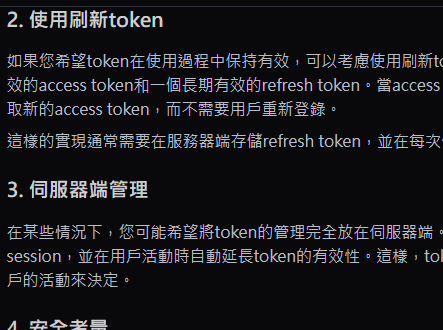 2. 使用刷新token
如果您希望token在使用過程中保持有效，可以考慮使用刷新to
效的access token和一個長期有效的refresh token。當access
取新的access token，而不需要用戶重新登錄。
這樣的實現通常需要在服務器端存儲refresh token，並在每次
3. 伺服器端管理
在某些情況下，您可能希望將token的管理完全放在伺服器端。
session，並在用戶活動時自動延長token的有效性。這樣，tok
戶的活動來決定。
4. 安全考量